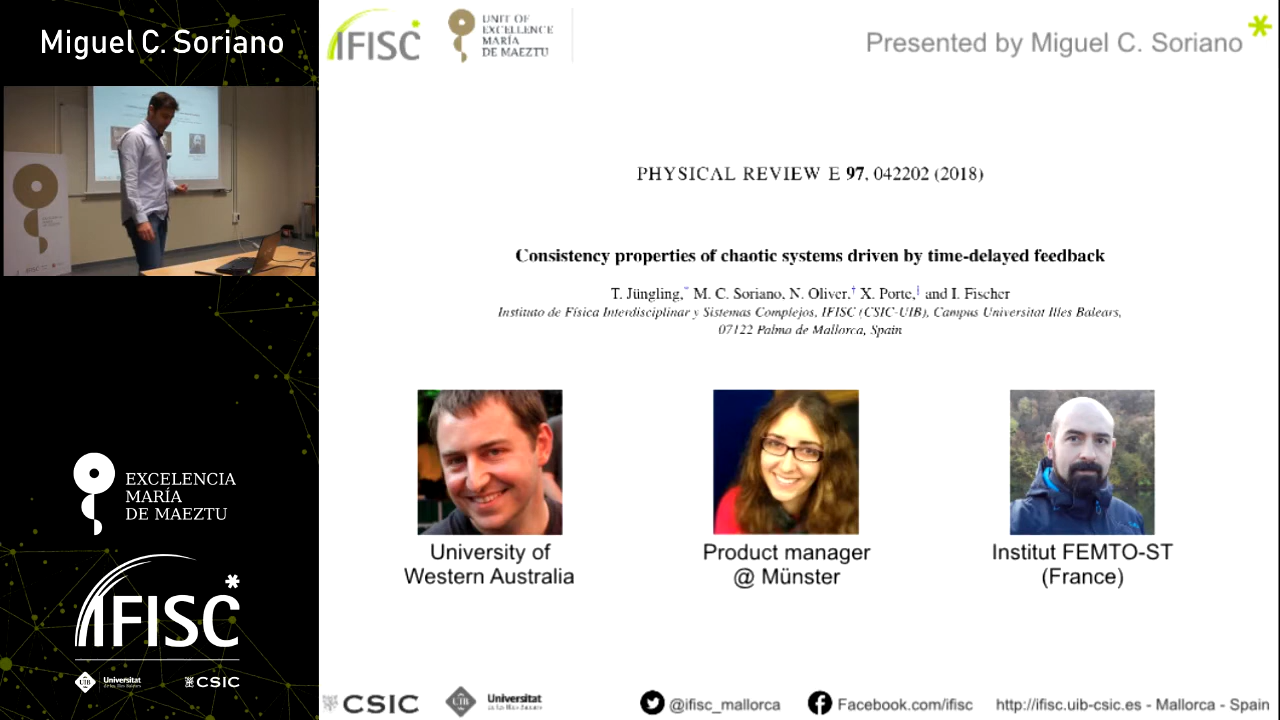 Miguel C. Soriano
EXCELENCIA
MARÍA
DE MAEZTU
IFISC
UIB
Universitat
de les Illes Balears
CSIC
IFISC
UNIT OF
EXCELLENCE
MARÍA
DE MAEZTU
Presented by Miguel C. Soriano
PHYSICAL REVIEW E 97, 042202 (2018)
Consistency properties of chaotic systems driven by time-delayed feedback
T. Jüngling,* M. C. Soriano, N. Oliver,† X. Porte,‡ and I. Fischer
Instituto de Física Interdisciplinar y Sistemas Complejos, IFISC (CSIC-UIB), Campus Universitat Illes Balears,
07122 Palma de Mallorca, Spain
University of
Western Australia
Product manager
@ Münster
Institut FEMTO-ST
(France)
CSIC
UIB
Universitat
de les Illes Balears
@ifisc_mallorca
Facebook.com/ifisc
http://ifisc.uib-csic.es - Mallorca - Spain